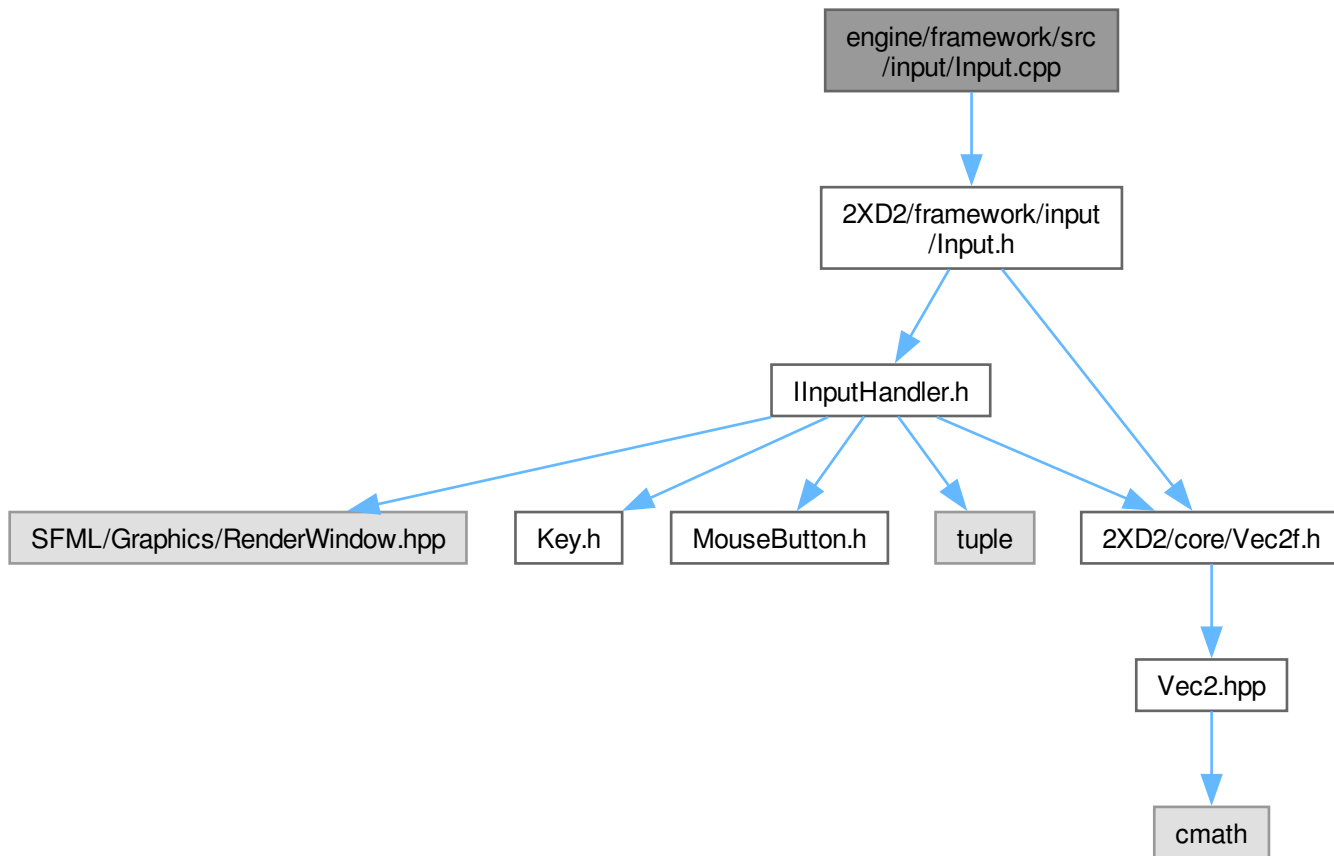 engine/framework/src
/input/Input.cpp
2XD2/framework/input
/Input.h
IInputHandler.h
SFML/Graphics/RenderWindow.hpp
Key.h
MouseButton.h
tuple
2XD2/core/Vec2f.h
Vec2.hpp
cmath